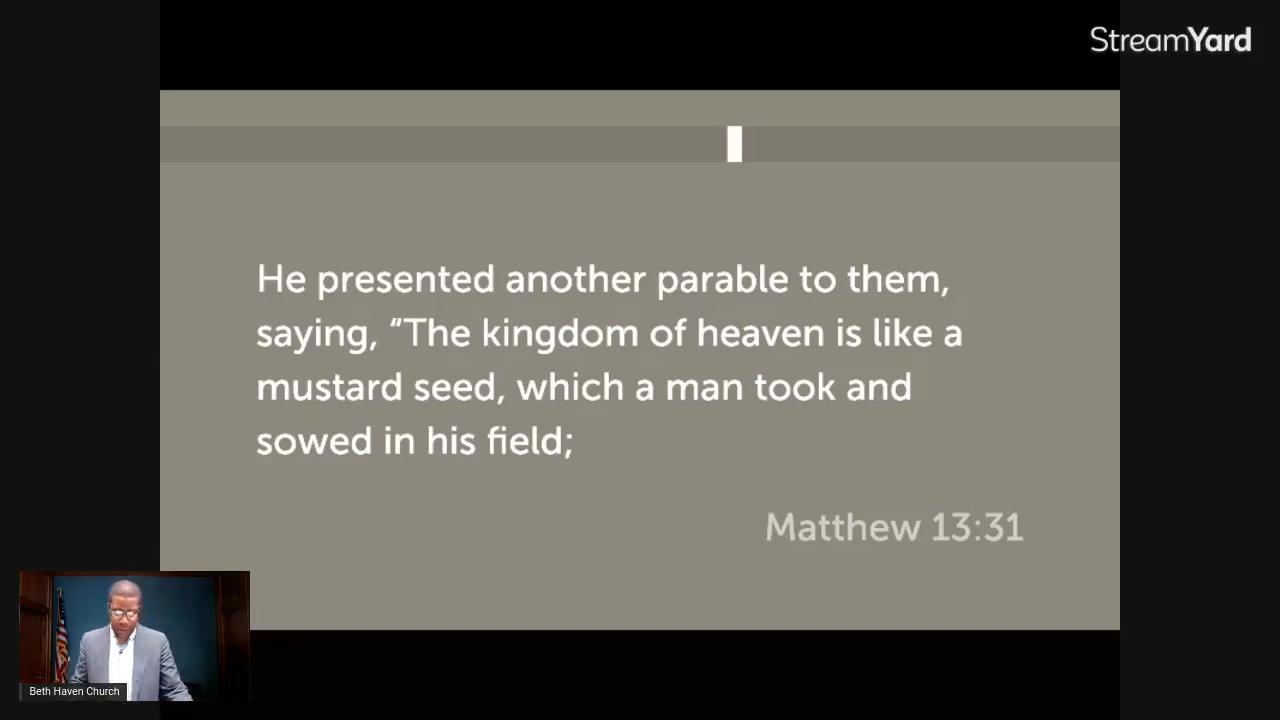 StreamYard
He presented another parable to them,
saying, “The kingdom of heaven is like a
mustard seed, which a man took and
sowed in his field;
Matthew 13:31
Beth Haven Church